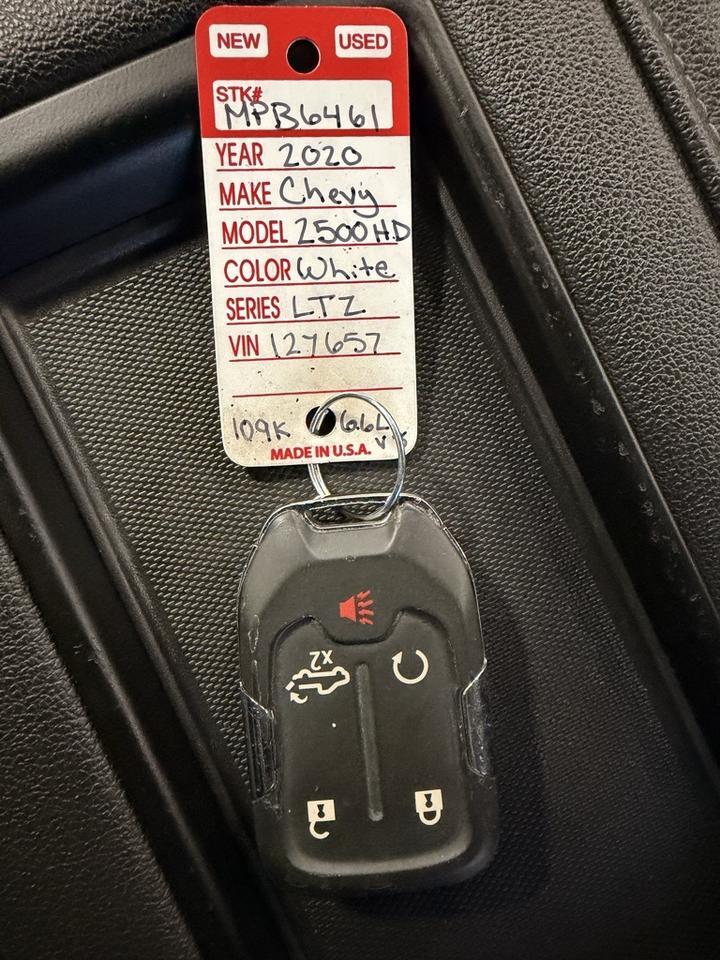 NEW USED
STK#
MPB6461
YEAR 2020
MAKE Chevy
MODEL 2500HD
COLOR White
SERIES LTZ
VIN 127657
109K 6.6L
V
MADE IN U.S.A.
X2